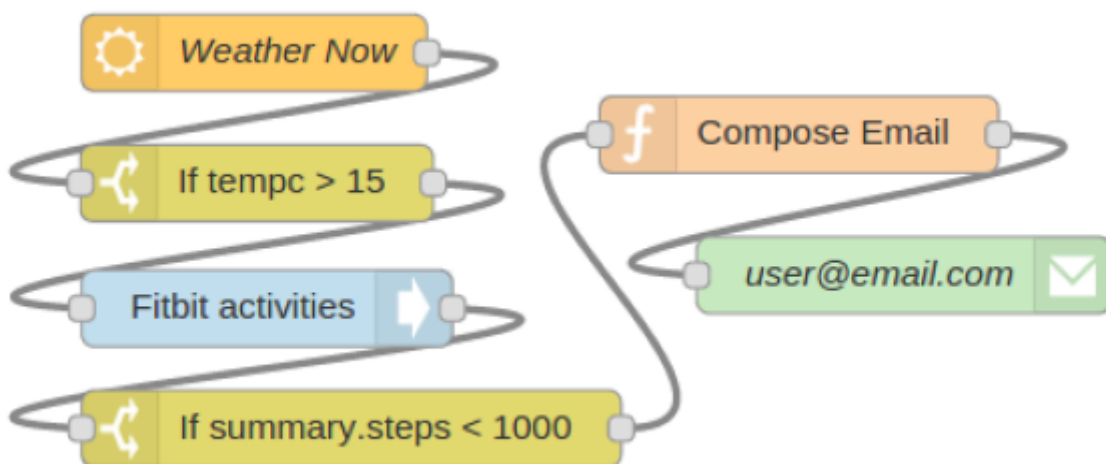 Weather Now
If tempc > 15
Fitbit activities
If summary.steps < 1000
Compose Email
user@email.com